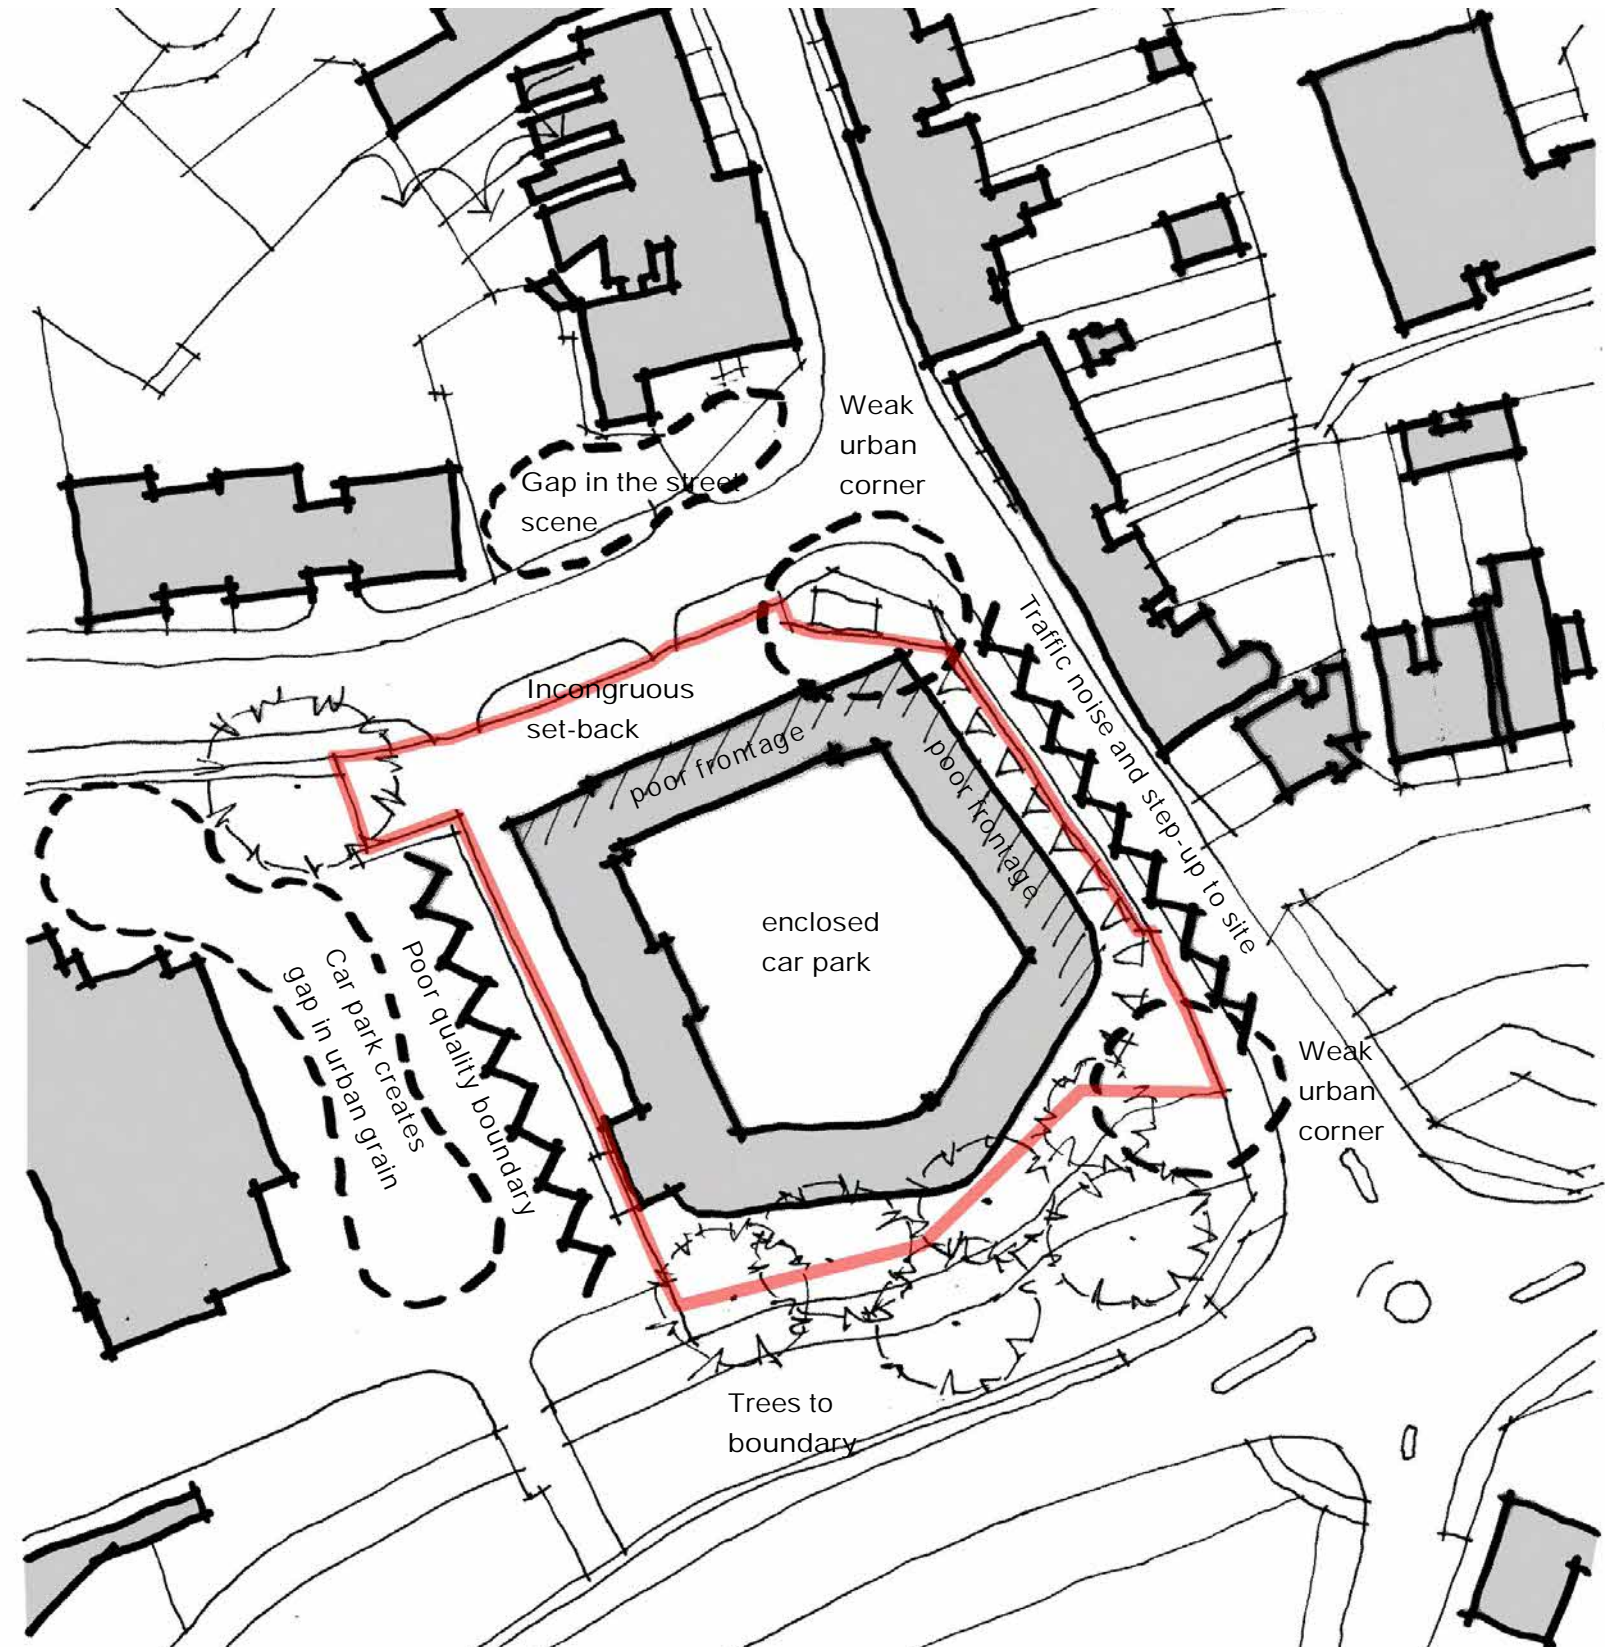 Weak
urban
corner
Gap in the street
scene
Traffic noise and step-up to site
Incongruous
set-back
poor frontage
poor frontage
enclosed
car park
Car park creates
gap in urban grain
Poor quality boundary
Weak
urban
corner
Trees to
boundary